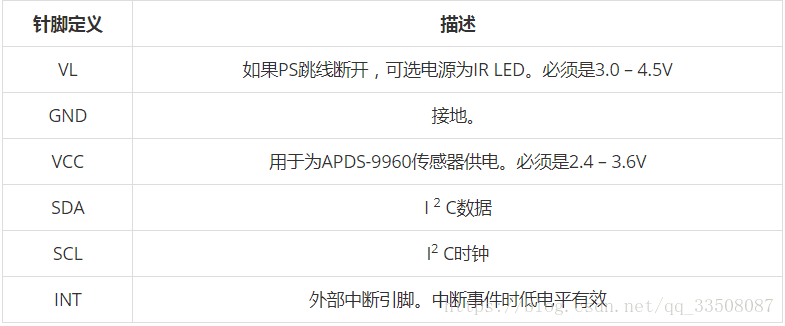 针脚定义 描述
VL 如果PS跳线断开，可选电源为IR LED。必须是3.0 – 4.5V
GND 接地。
VCC 用于为APDS-9960传感器供电。必须是2.4 – 3.6V
SDA I ² C数据
SCL I² C时钟
INT 外部中断引脚。中断事件时低电平有效
https://blog.csdn.net/qq_33508087